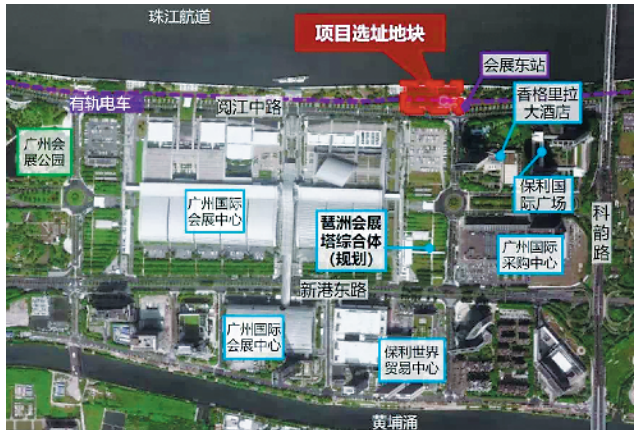 珠江航道
项目选址地块
会展东站
有轨电车
阅江中路
香格里拉
大酒店
广州会
展公园
保利国
际广场
广州国际
会展中心
琶洲会展
塔综合体
(规划)
广州国际
采购中心
科韵路
新港东路
广州国际
会展中心
保利世界
贸易中心
黄埔涌